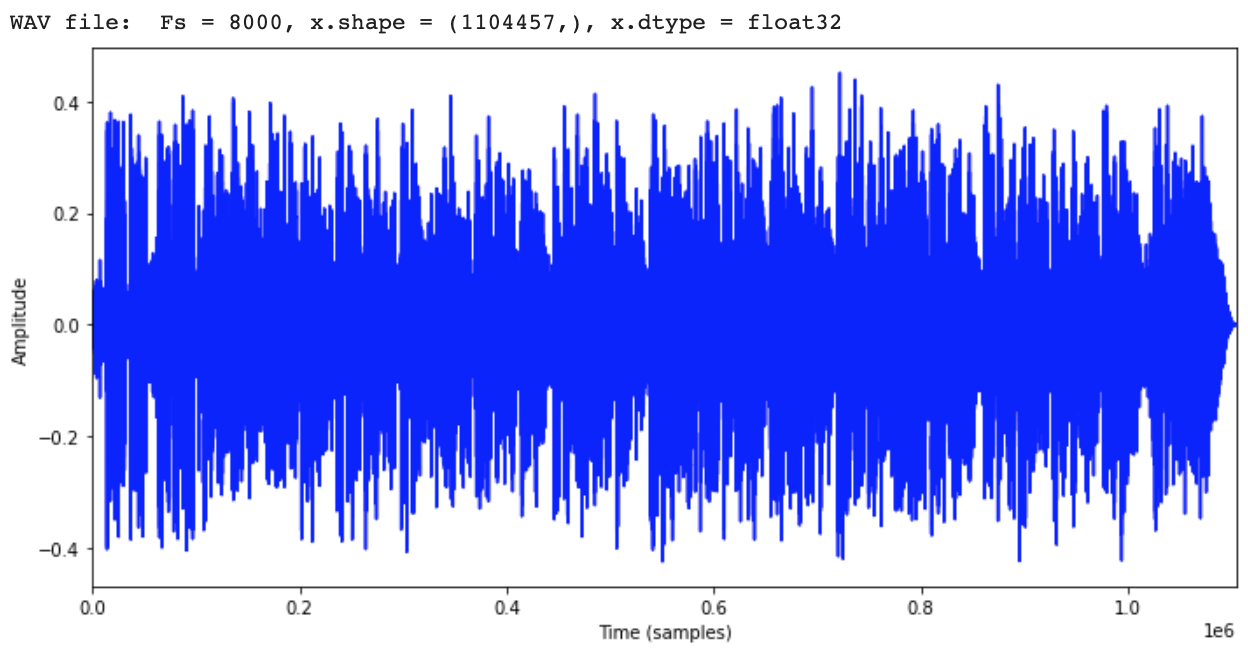 WAV file:  Fs = 8000, x.shape = (1104457,), x.dtype = float32
0.4
0.2
0.0
−0.2
−0.4
Amplitude
0.0 0.2 0.4 0.6 0.8 1.0
Time (samples)
1e6